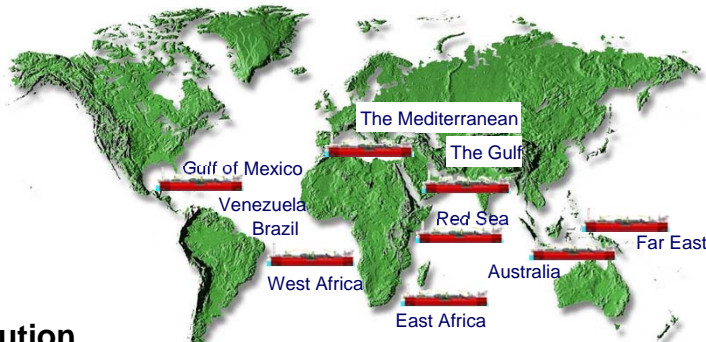 The Mediterranean
The Gulf
Gulf of Mexico
Venezuela
Brazil
Red Sea
Far East
West Africa
Australia
East Africa
ution